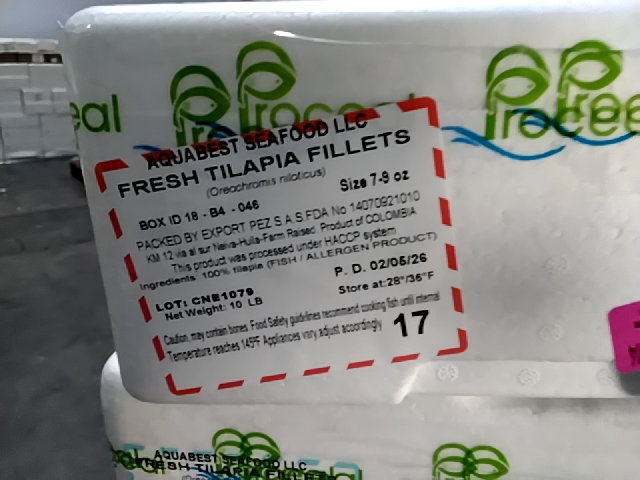 Proceal
Proceal
eal
AQUABEST SEAFOOD LLC
FRESH TILAPIA FILLETS
(Oreochromis niloticus)
Size 7-9 oz
BOX ID 18 - B4 - 046
PACKED BY EXPORT PEZ S.A.S FDA No 14070921010
KM 12 via al sur Neiva-Huila-Farm Raised. Product of COLOMBIA
This product was processed under HACCP system
Ingredients: 100% tilapia (FISH / ALLERGEN PRODUCT)
P. D. 02/05/26
LOT: CNE1079
Store at:28°/36°F
Net Weight: 10 LB
Caution, may contain bones. Food Safety guidelines recommend cooking fish until internal
Temperature reaches 145°F Appliances vary adjust acoordingly
17
AQUABEST SEAFOOD LLC
FRESH TILAPIA FILLETS